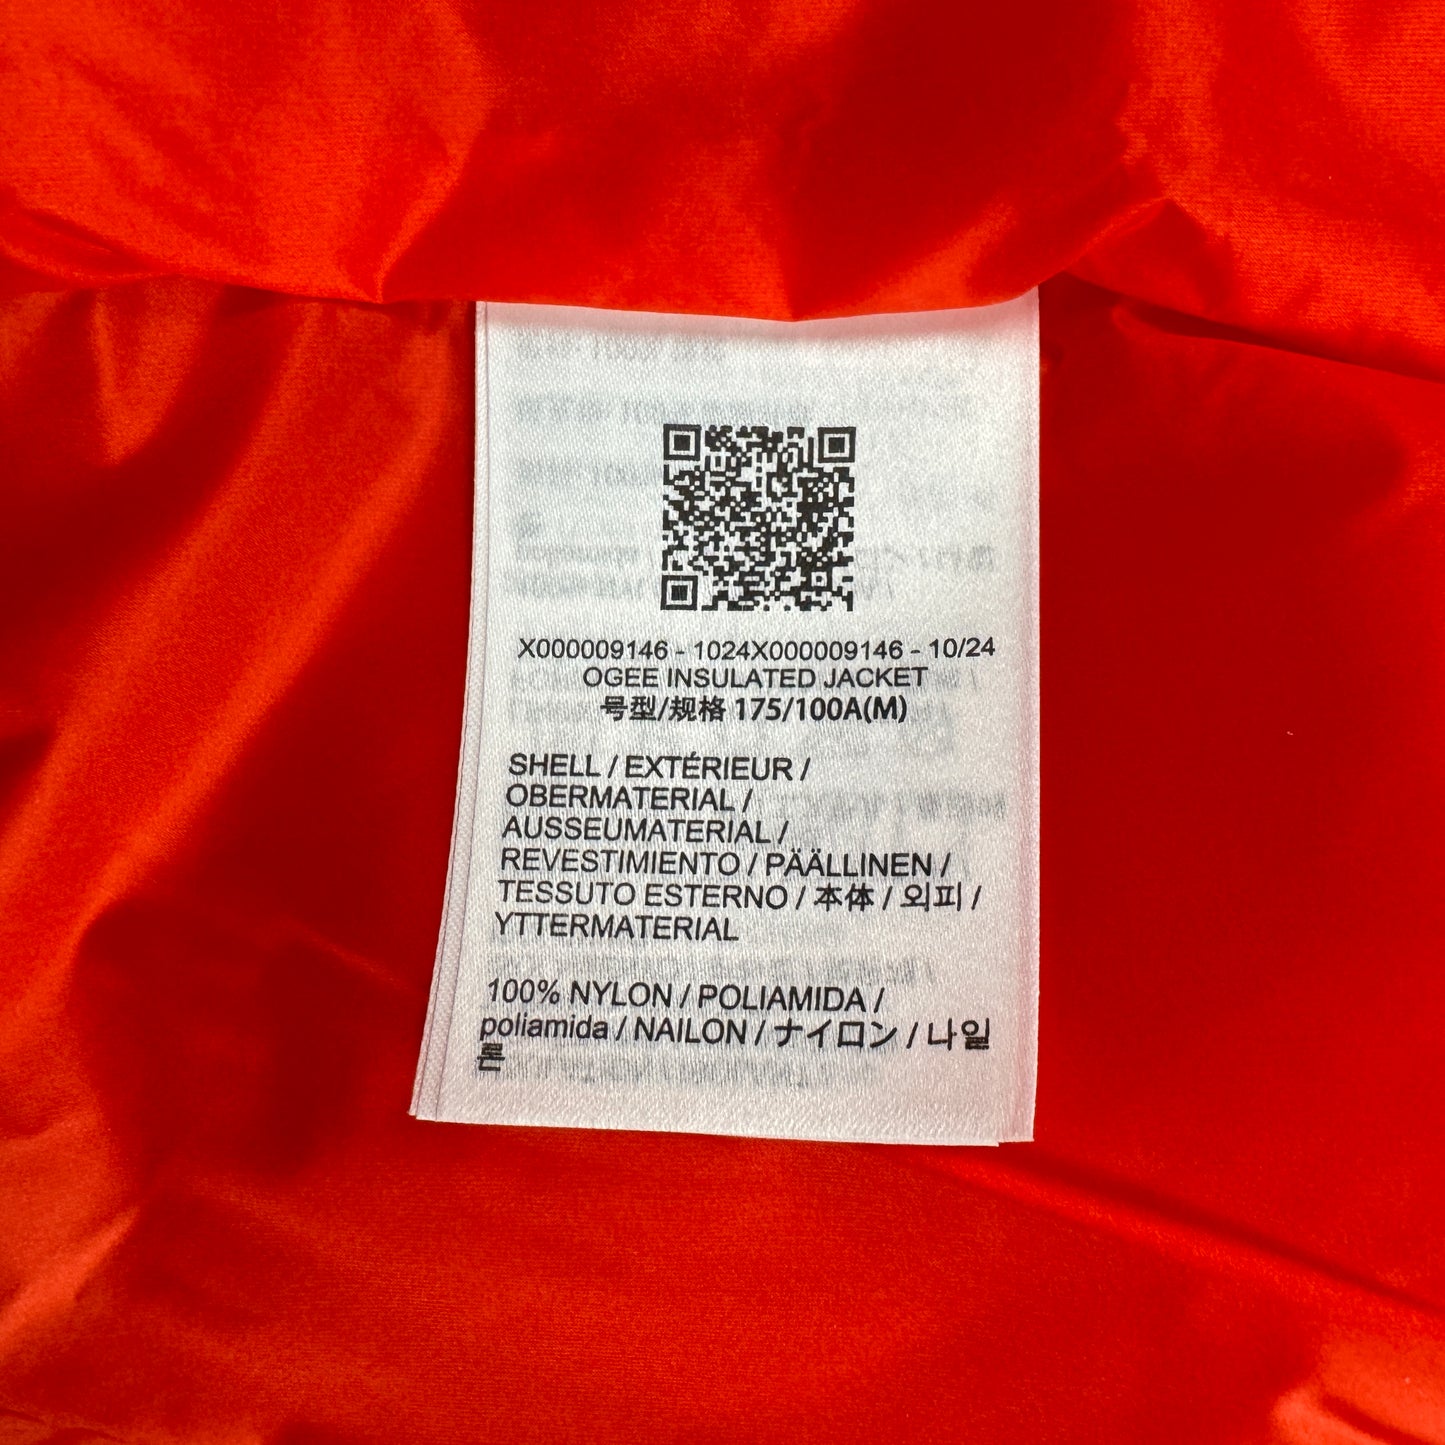 X000009146 - 1024X000009146 - 10/24
OGEE INSULATED JACKET
号型/规格 175/100A(M)
SHELL / EXTÉRIEUR /
OBERMATERIAL /
AUSSEUMATERIAL /
REVESTIMIENTO / PÄÄLLINEN /
TESSUTO ESTERNO / 本体 / 외피 /
YTTERMATERIAL
100% NYLON / POLIAMIDA /
poliamida / NAILON / ナイロン / 나일
론